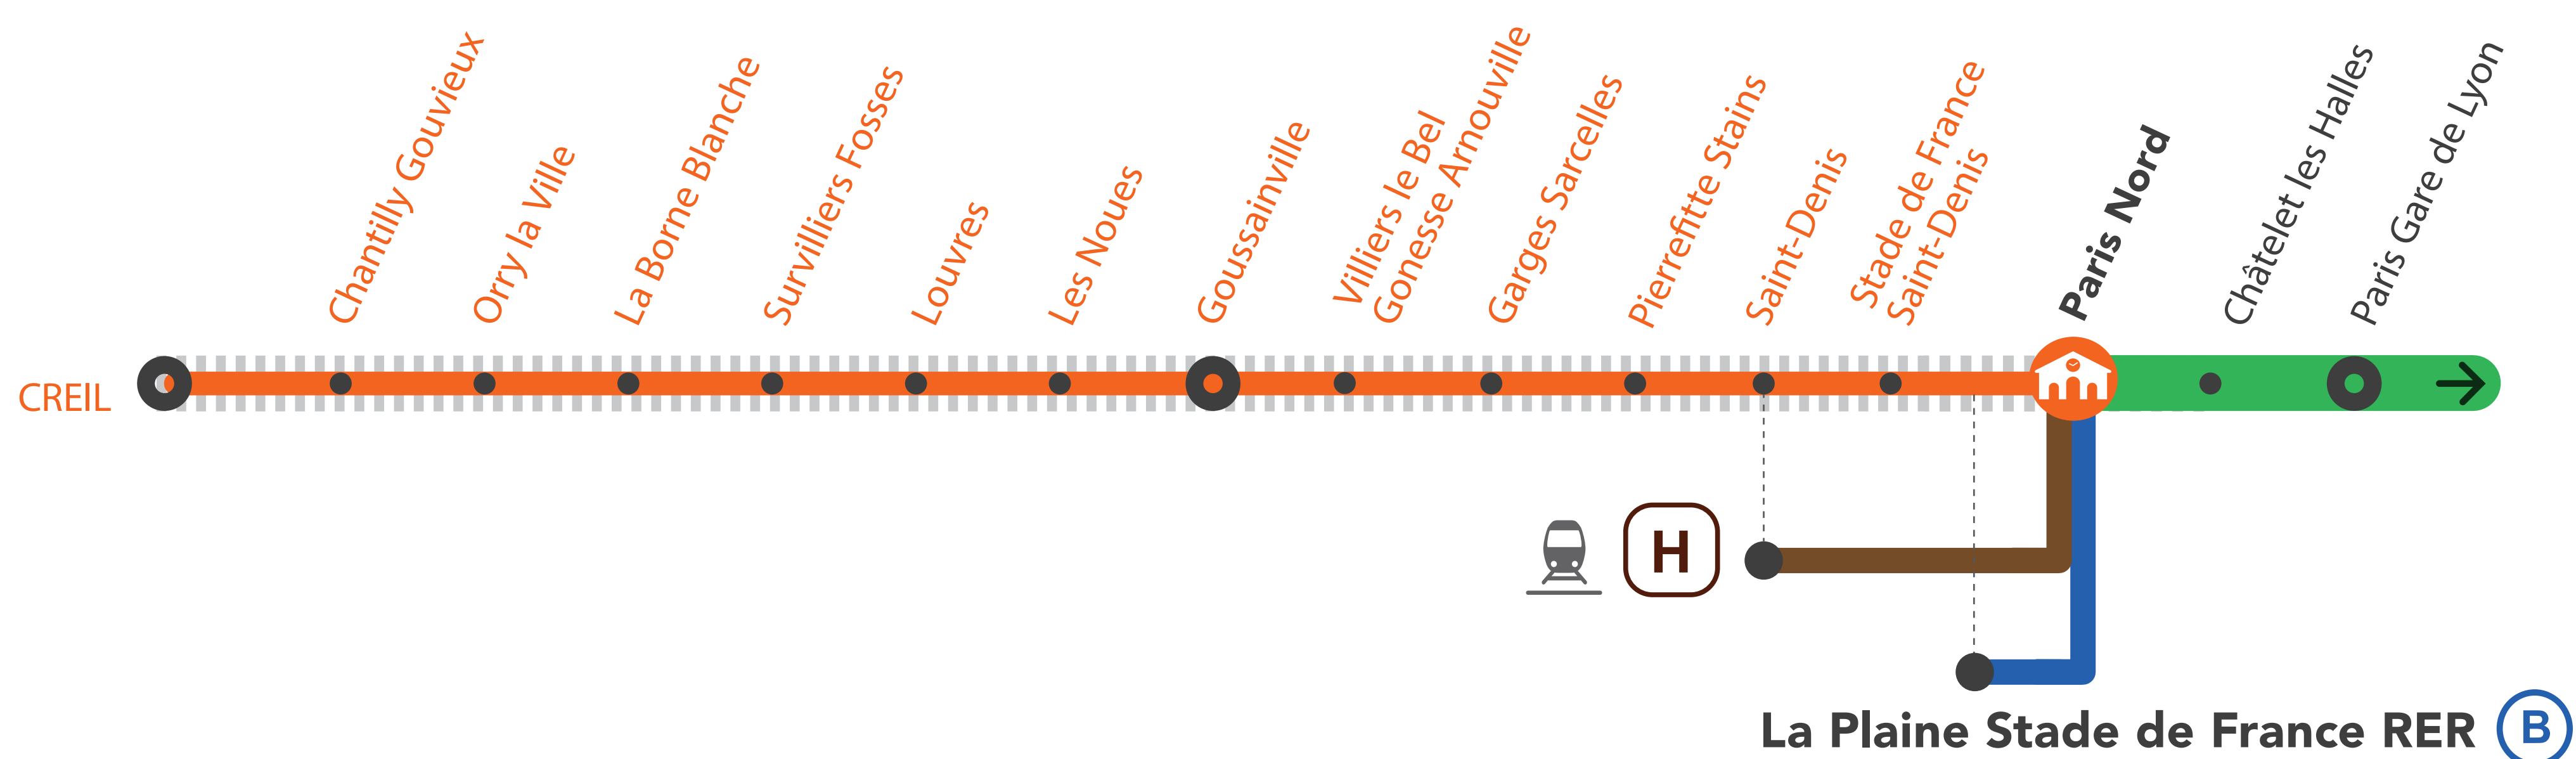 CREIL
Chantilly Gouvieux
Orry la Ville
La Borne Blanche
Survilliers Fosses
Louvres
Les Noues
Goussainville
Villiers le Bel
Gonesse Arnouville
Garges Sarcelles
Pierrefitte Stains
Saint-Denis
Stade de France
Saint-Denis
Paris Nord
Châtelet les Halles
Paris Gare de Lyon
H
La Plaine Stade de France RER B